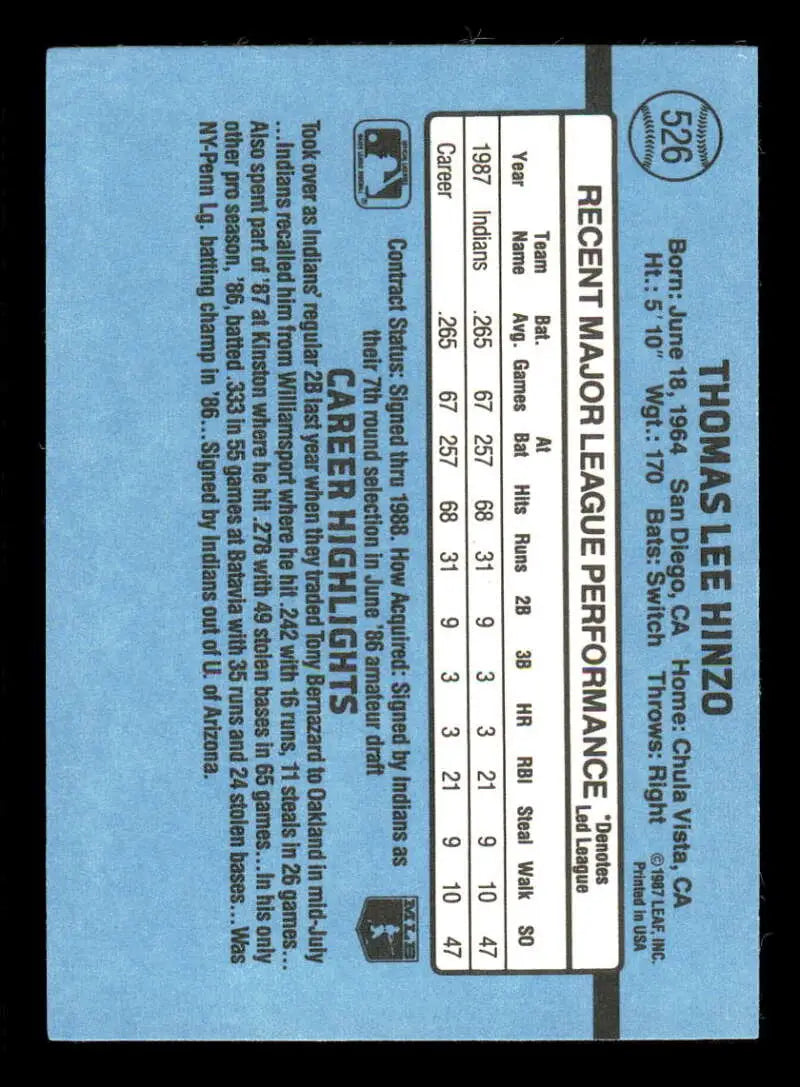 526
THOMAS LEE HINZO
Born: June 18, 1964 San Diego, CA Home: Chula Vista, CA
Ht.: 5'10" Wgt.: 170 Bats: Switch Throws: Right
©1987 LEAF, INC.
Printed in USA
RECENT MAJOR LEAGUE PERFORMANCE *Denotes Led League
Year Team Name Bat. Avg. Games At Bat Hits Runs 2B 3B HR RBI Steal Walk SO
1987 Indians .265 67 257 68 31 9 3 3 21 9 10 47
Career .265 67 257 68 31 9 3 3 21 9 10 47
Contract Status: Signed thru 1988. How Acquired: Signed by Indians as
their 7th round selection in June '86 amateur draft
MLB
CAREER HIGHLIGHTS
Took over as Indians' regular 2B last year when they traded Tony Bernazard to Oakland in mid-July
...Indians recalled him from Williamsport where he hit .242 with 16 runs, 11 steals in 26 games...
Also spent part of '87 at Kinston where he hit .278 with 49 stolen bases in 65 games...In his only
other pro season, '86, batted .333 in 55 games at Batavia with 35 runs and 24 stolen bases...Was
NY-Penn Lg. batting champ in '86...Signed by Indians out of U. of Arizona.